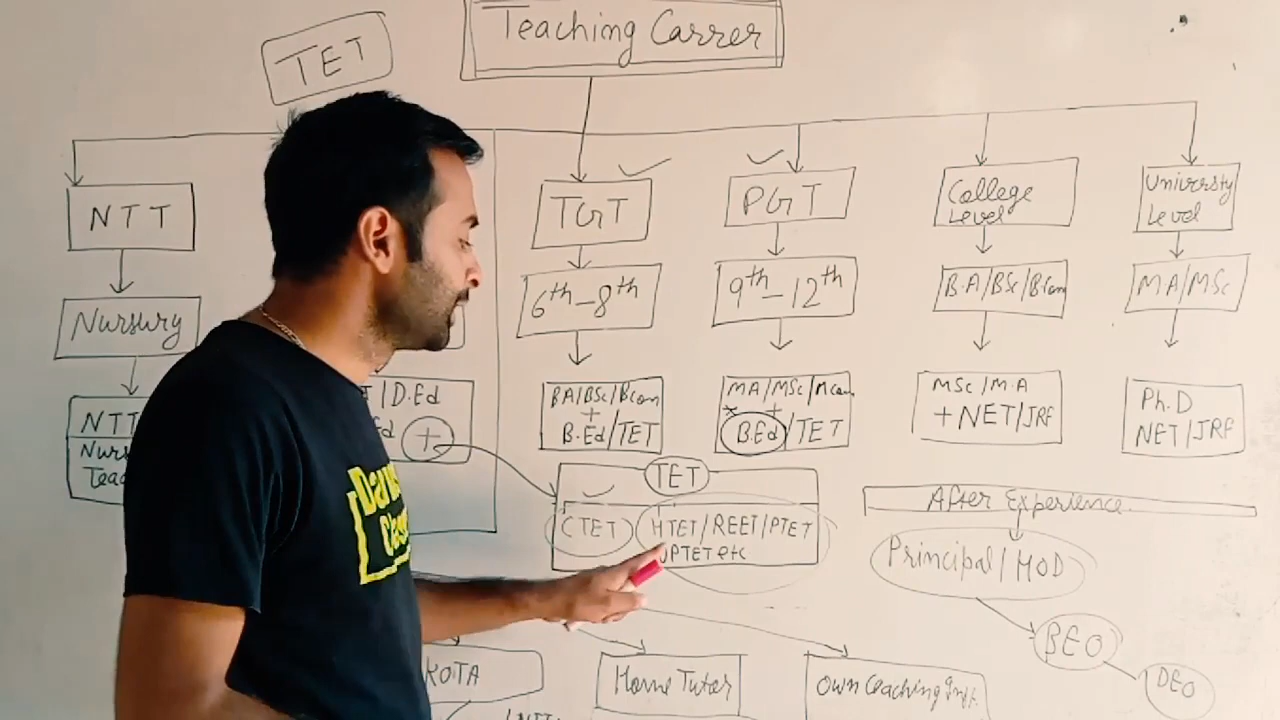 Teaching Carrer
TET
NTT
TGT
PGT
College
Level
University
Level
Nursury
6th-8th
9th-12th
B.A/BSc/Bcom
MA/MSc
NTT
/D.Ed
+
BA/BSc/Bcom
+
B.Ed/TET
MA/MSc/Mcom
+
B.Ed/TET
MSc/M.A
+NET/JRF
Ph.D
NET/JRF
TET
CTET
HTET/REET/PTET
UPTET etc
After Experience
Principal/HOD
BEO
DEO
KOTA
Home Tutor
Own Coaching